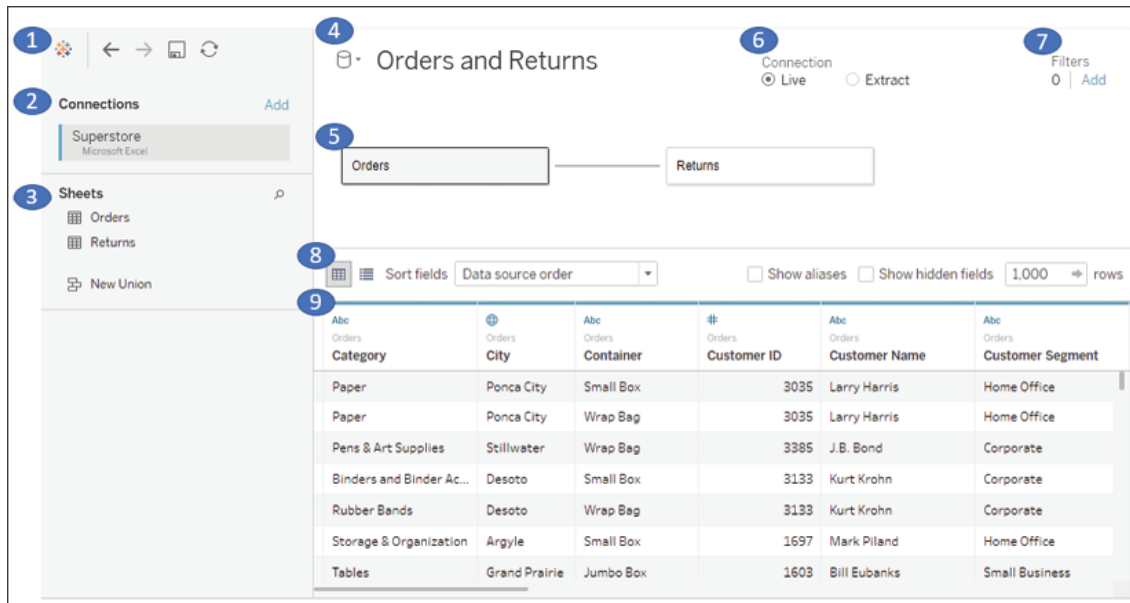 1
2 Connections Add
Superstore
Microsoft Excel
3 Sheets
Orders
Returns
New Union
4 Orders and Returns
6 Connection
Live Extract
7 Filters
0 Add
5 Orders Returns
8 Sort fields Data source order Show aliases Show hidden fields 1,000 rows
9
Abc Abc # Abc Abc
Orders Orders Orders Orders Orders Orders
Category City Container Customer ID Customer Name Customer Segment
Paper Ponca City Small Box 3035 Larry Harris Home Office
Paper Ponca City Wrap Bag 3035 Larry Harris Home Office
Pens & Art Supplies Stillwater Wrap Bag 3385 J.B. Bond Corporate
Binders and Binder Ac... Desoto Small Box 3133 Kurt Krohn Corporate
Rubber Bands Desoto Wrap Bag 3133 Kurt Krohn Corporate
Storage & Organization Argyle Small Box 1697 Mark Piland Home Office
Tables Grand Prairie Jumbo Box 1603 Bill Eubanks Small Business